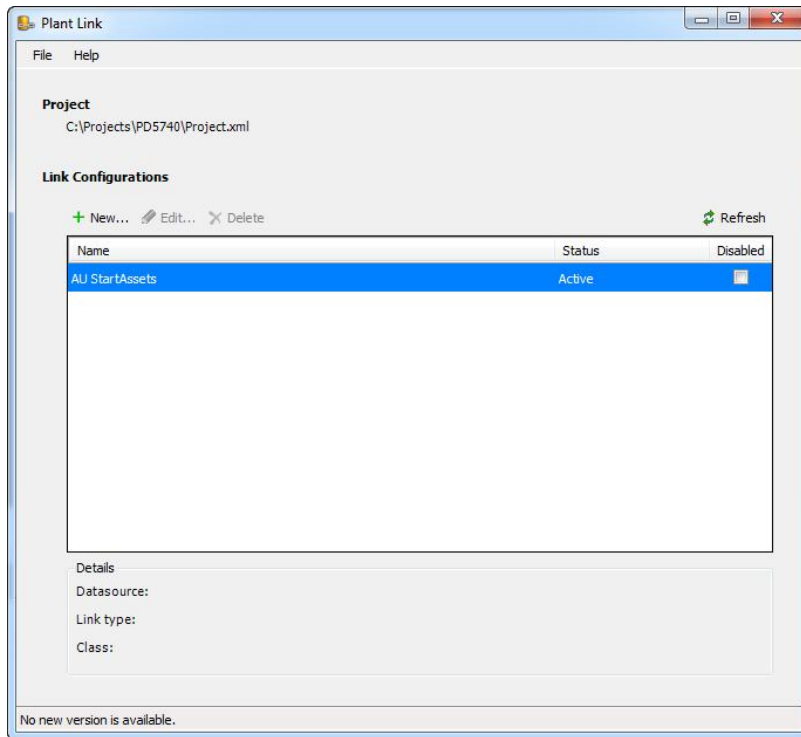 Plant Link
File Help
Project
C:\Projects\PD5740\Project.xml
Link Configurations
New... Edit... Delete Refresh
Name Status Disabled
AU StartAssets Active
Details
Datasource:
Link type:
Class:
No new version is available.